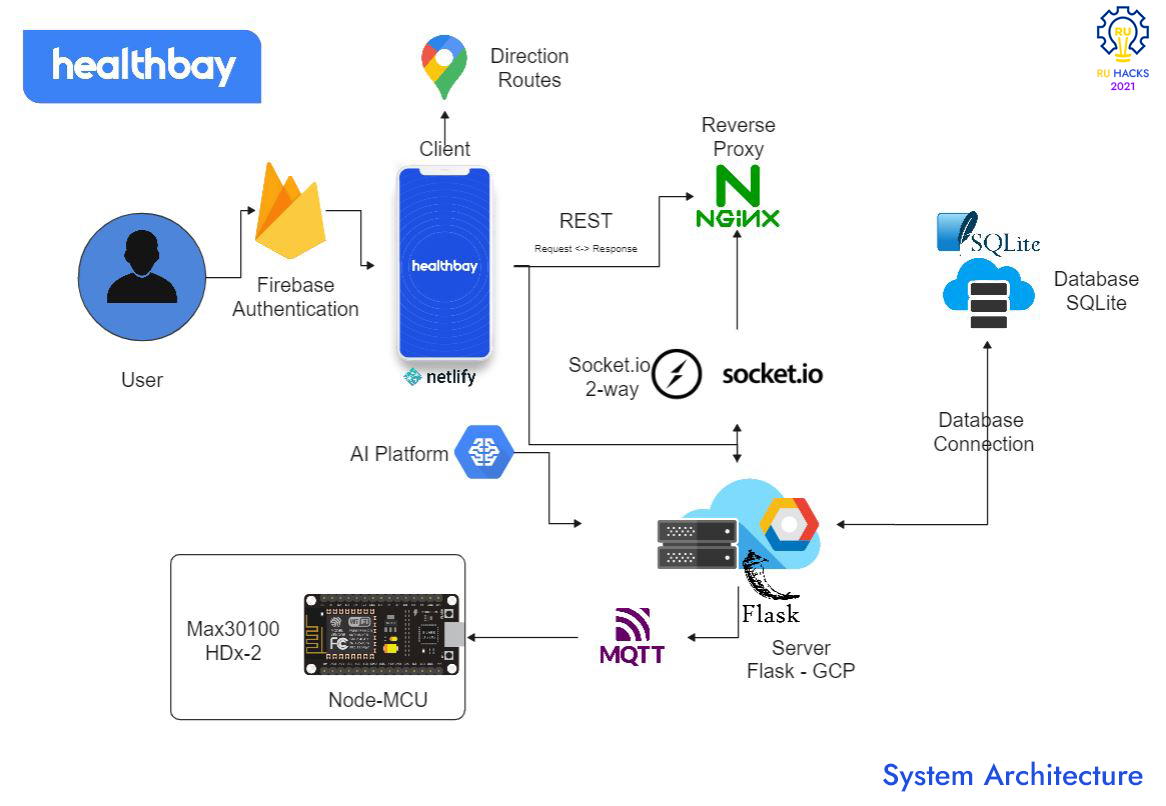 healthbay
RU
RU HACKS
2021
Direction
Routes
Client
Reverse
Proxy
NGiNX
REST
Request <-> Response
healthbay
Firebase
Authentication
User
netlify
SQLite
Database
SQLite
Socket.io
2-way
socket.io
Database
Connection
AI Platform
Flask
Server
Flask - GCP
MQTT
Max30100
HDx-2
WiFi
FC
Node-MCU
System Architecture